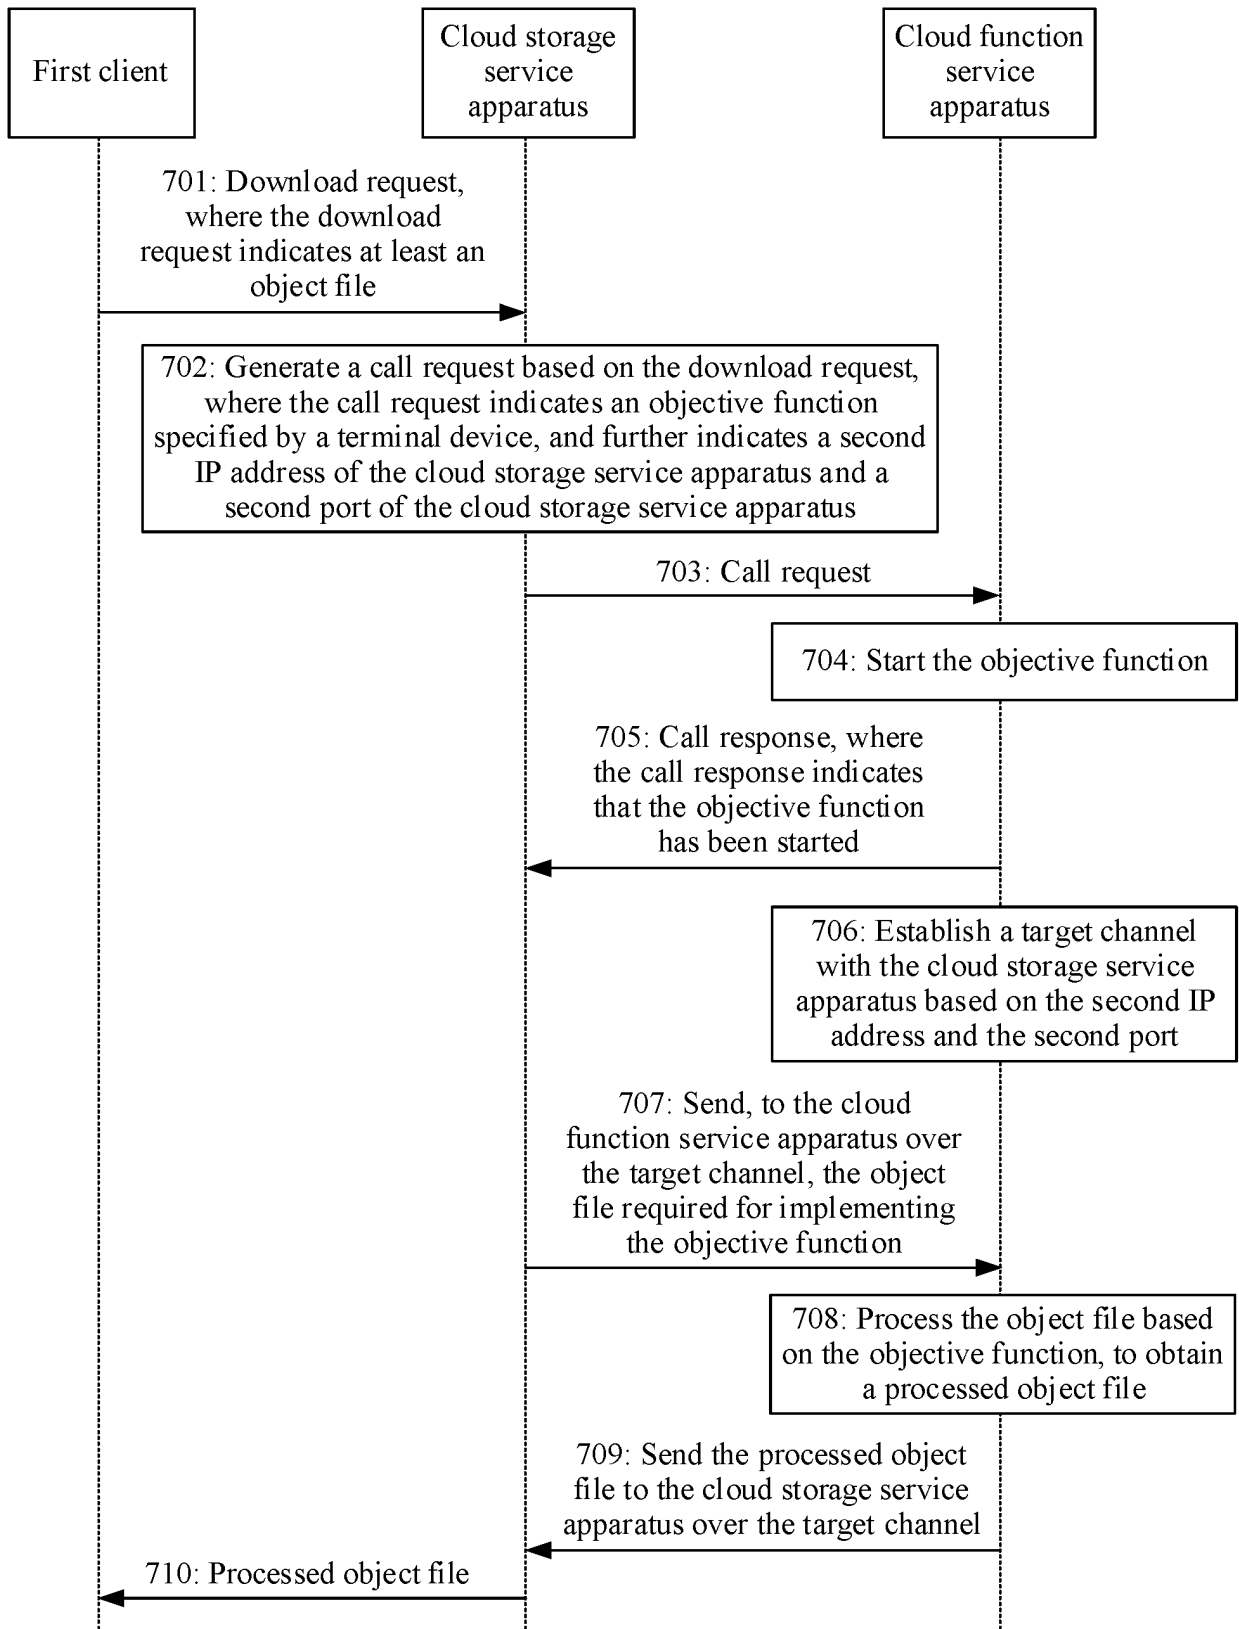 First client
Cloud storage
service
apparatus
Cloud function
service
apparatus
701: Download request,
where the download
request indicates at least an
object file
702: Generate a call request based on the download request,
where the call request indicates an objective function
specified by a terminal device, and further indicates a second
IP address of the cloud storage service apparatus and a
second port of the cloud storage service apparatus
703: Call request
704: Start the objective function
705: Call response, where
the call response indicates
that the objective function
has been started
706: Establish a target channel
with the cloud storage service
apparatus based on the second IP
address and the second port
707: Send, to the cloud
function service apparatus over
the target channel, the object
file required for implementing
the objective function
708: Process the object file based
on the objective function, to obtain
a processed object file
709: Send the processed object
file to the cloud storage service
apparatus over the target channel
710: Processed object file